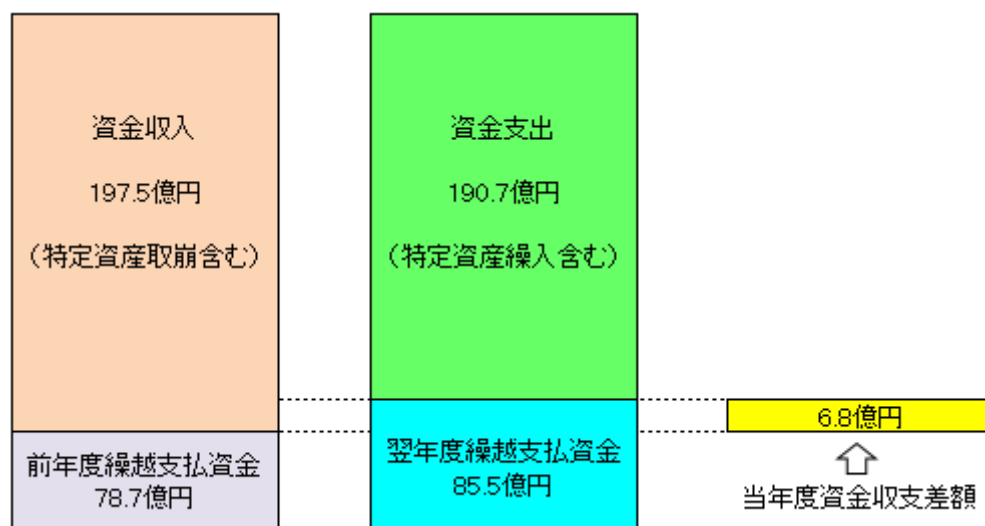 資金収入
197.5億円
（特定資産取崩含む）
前年度繰越支払資金
78.7億円
資金支出
190.7億円
（特定資産繰入含む）
翌年度繰越支払資金
85.5億円
6.8億円
当年度資金収支差額